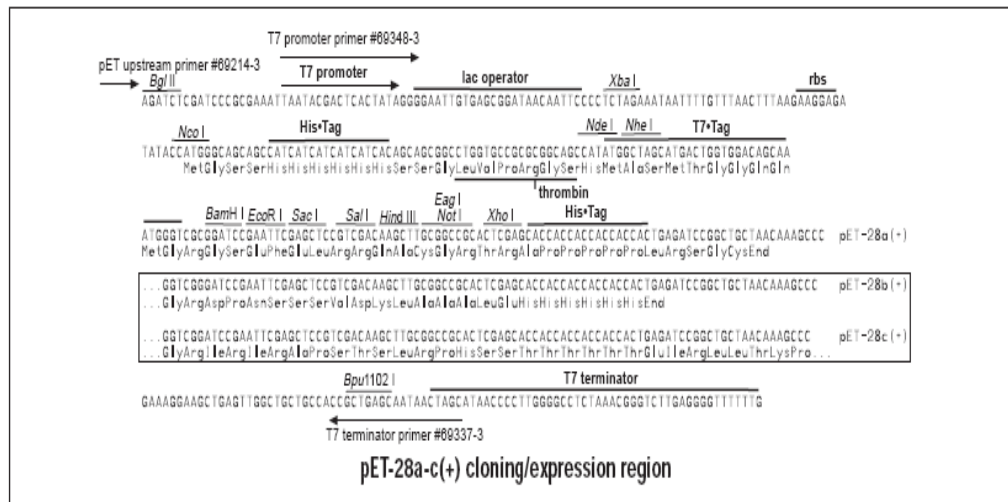 T7 promoter primer #69348-3
pET upstream primer #69214-3
Bgl II T7 promoter lac operator Xba I rbs
AGATCTCGATCCCGCGAAATTAATACGACTCACTATAGGGGAATTGTGAGCGGATAACAATTCCCCTCTAGAAATAATTTTGTTTAACTTTAAGAAGGAGA
Nco I His•Tag Nde I Nhe I T7•Tag
TATACCATGGGCAGCAGCCATCATCATCATCATCACAGCAGCGGCCTGGTGCCGCGCGGCAGCCATATGGCTAGCATGACTGGTGGACAGCAA
MetGlySerSerHisHisHisHisHisHisSerSerGlyLeuValProArgGlySerHisMetAlaSerMetThrGlyGlyGlnGln
thrombin
BamH I EcoR I Sac I Sal I Hind III Eag I Not I Xho I His•Tag
ATGGGTCGCGGATCCGAATTCGAGCTCCGTCGACAAGCTTGCGGCCGCACTCGAGCACCACCACCACCACCACTGAGATCCGGCTGCTAACAAAGCCC pET-28a(+)
MetGlyArgGlySerGluPheGluLeuArgArgGlnAlaCysGlyArgThrArgAlaProProProProProLeuArgSerGlyCysEnd
...GGTCGGGATCCGAATTCGAGCTCCGTCGACAAGCTTGCGGCCGCACTCGAGCACCACCACCACCACCACTGAGATCCGGCTGCTAACAAAGCCC pET-28b(+)
...GlyArgAspProAsnSerSerSerValAspLysLeuAlaAlaAlaLeuGluHisHisHisHisHisHisEnd
...GGTCGGATCCGAATTCGAGCTCCGTCGACAAGCTTGCGGCCGCACTCGAGCACCACCACCACCACCACTGAGATCCGGCTGCTAACAAAGCCC pET-28c(+)
...GlyArgIleArgIleArgAlaProSerThrSerLeuArgProHisSerSerThrThrThrThrThrThrGluIleArgLeuLeuThrLysPro...
Bpu1102 I T7 terminator
GAAAGGAAGCTGAGTTGGCTGCTGCCACCGCTGAGCAATAACTAGCATAACCCCTTGGGGCCTCTAAACGGGTCTTGAGGGGTTTTTTG
T7 terminator primer #69337-3
pET-28a-c(+) cloning/expression region